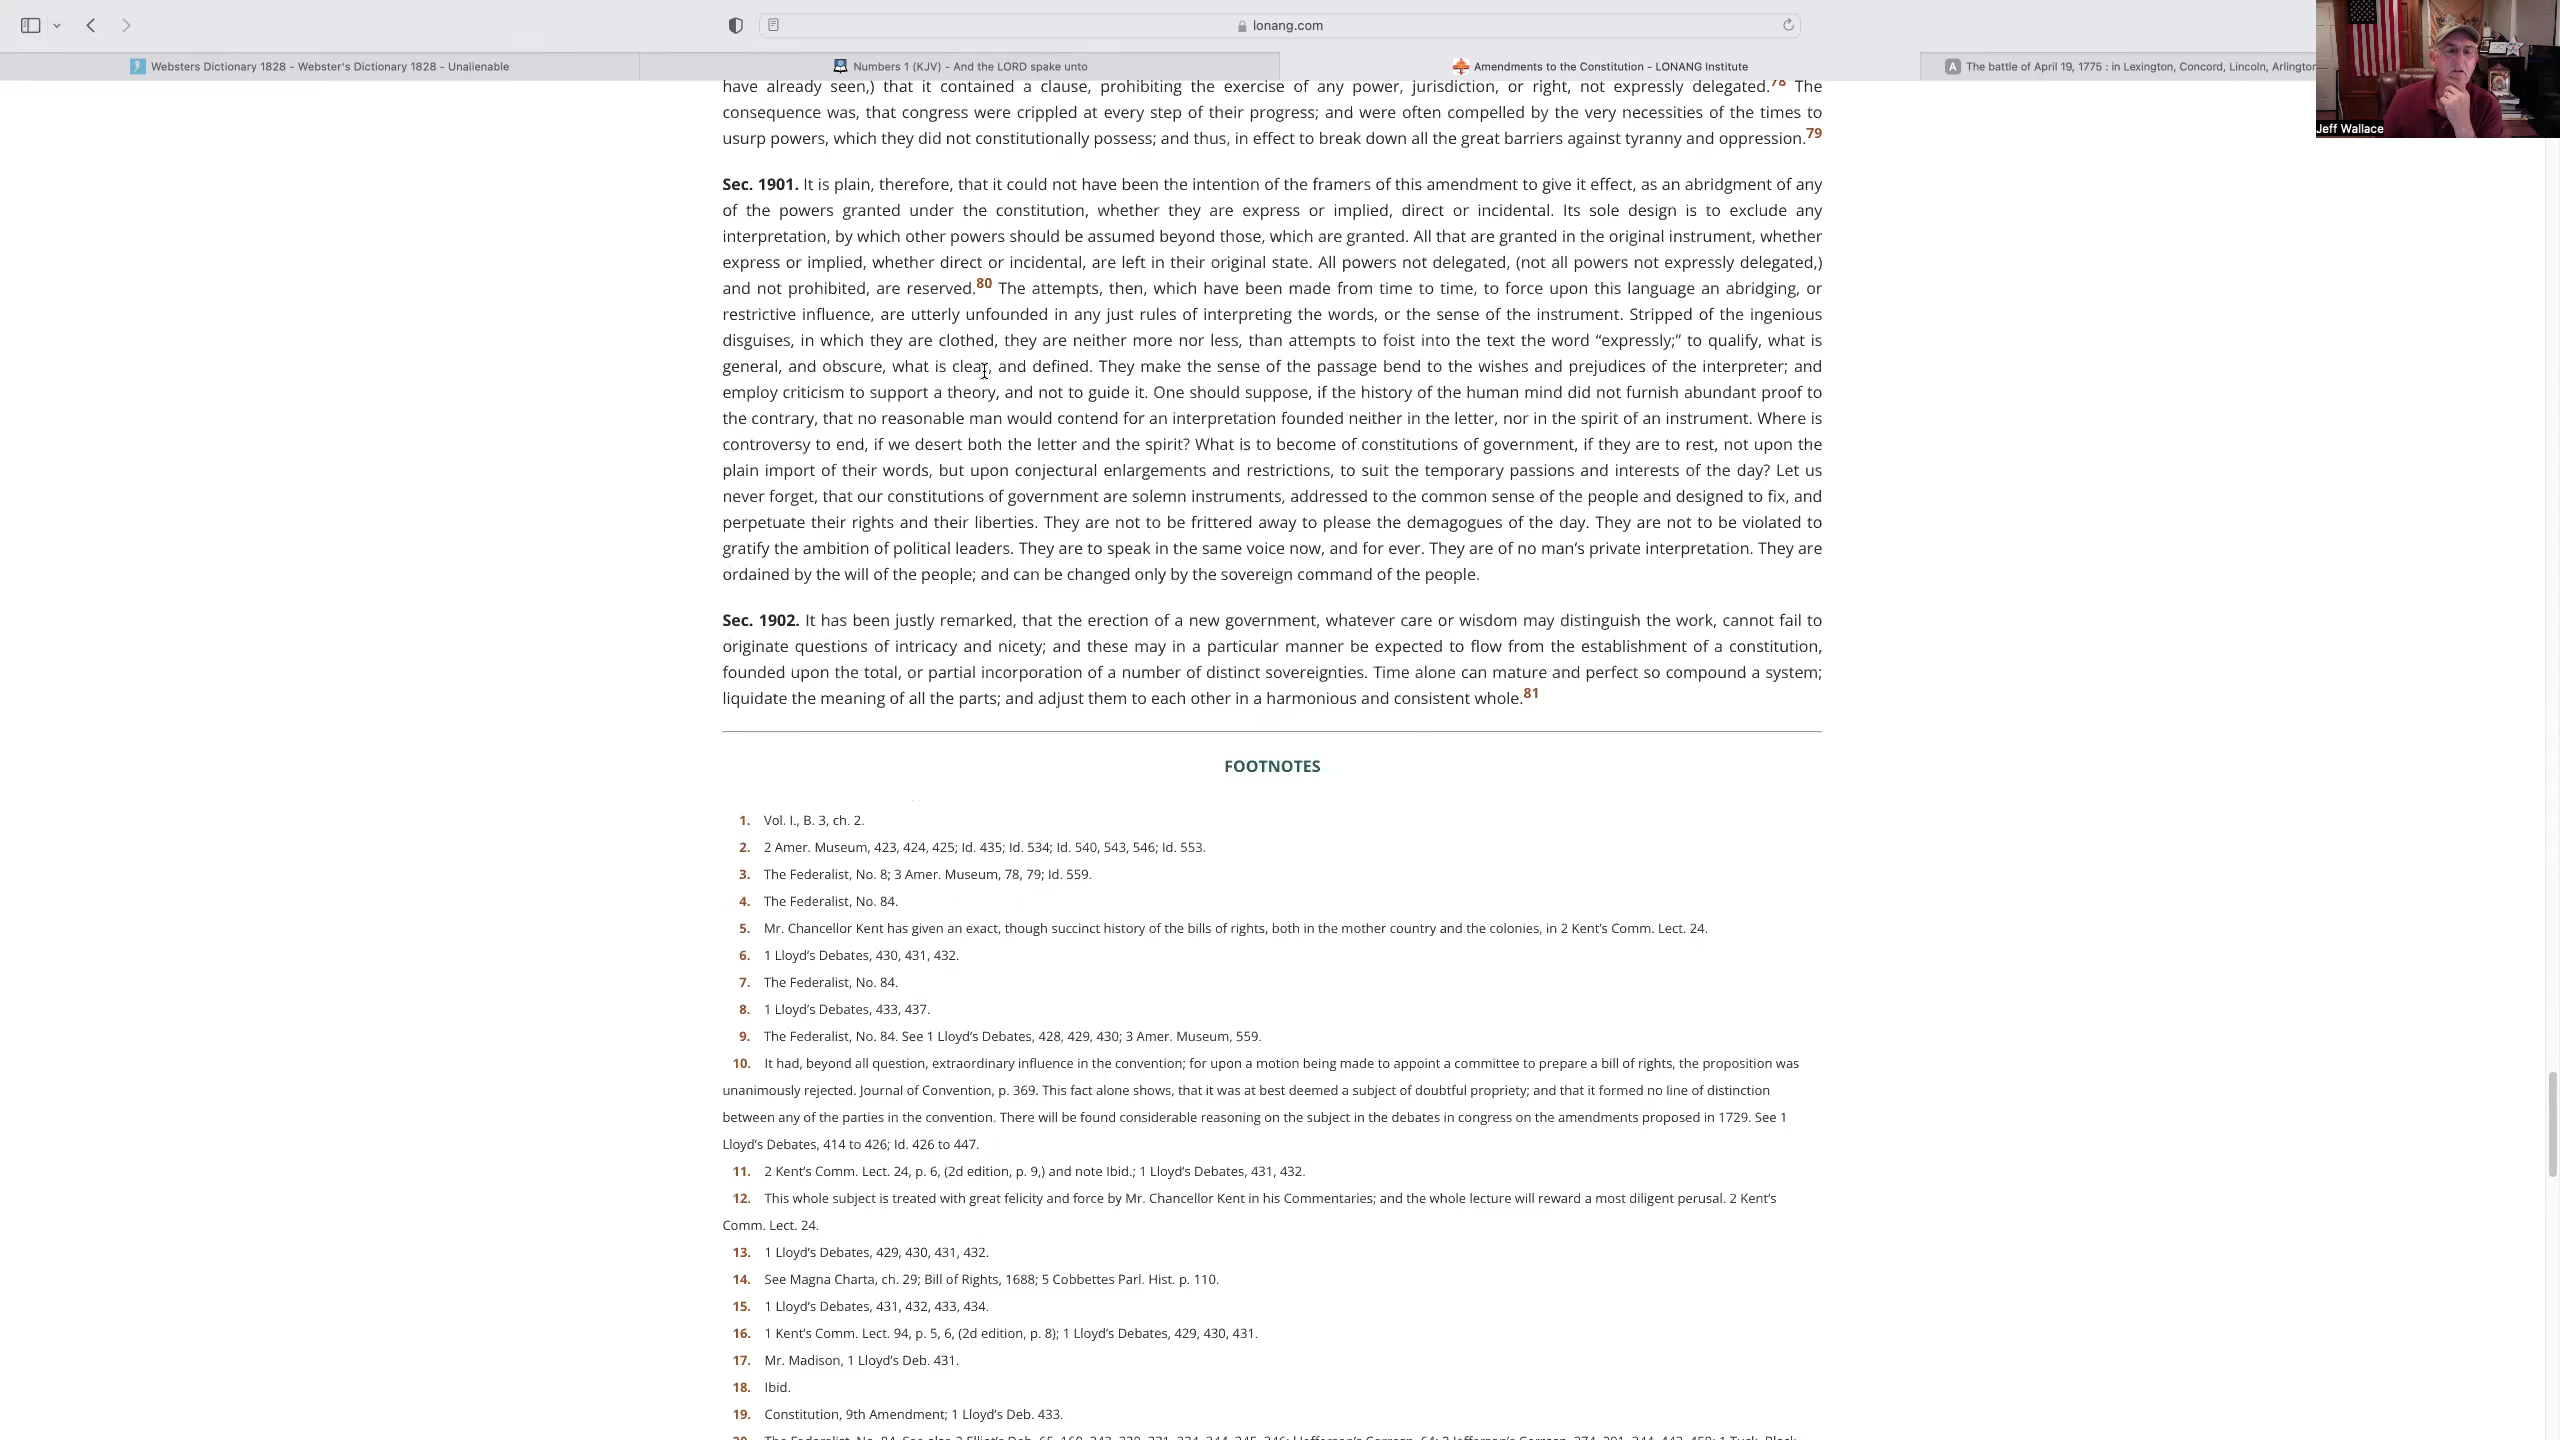 lonang.com
Websters Dictionary 1828 - Webster's Dictionary 1828 - Unalienable
Numbers 1 (KJV) - And the LORD spake unto
Amendments to the Constitution - LONANG Institute
The battle of April 19, 1775 : in Lexington, Concord, Lincoln, Arlington
Jeff Wallace
have already seen,) that it contained a clause, prohibiting the exercise of any power, jurisdiction, or right, not expressly delegated.78 The
consequence was, that congress were crippled at every step of their progress; and were often compelled by the very necessities of the times to
usurp powers, which they did not constitutionally possess; and thus, in effect to break down all the great barriers against tyranny and oppression.79
Sec. 1901. It is plain, therefore, that it could not have been the intention of the framers of this amendment to give it effect, as an abridgment of any
of the powers granted under the constitution, whether they are express or implied, direct or incidental. Its sole design is to exclude any
interpretation, by which other powers should be assumed beyond those, which are granted. All that are granted in the original instrument, whether
express or implied, whether direct or incidental, are left in their original state. All powers not delegated, (not all powers not expressly delegated,)
and not prohibited, are reserved.80 The attempts, then, which have been made from time to time, to force upon this language an abridging, or
restrictive influence, are utterly unfounded in any just rules of interpreting the words, or the sense of the instrument. Stripped of the ingenious
disguises, in which they are clothed, they are neither more nor less, than attempts to foist into the text the word “expressly;” to qualify, what is
general, and obscure, what is clear, and defined. They make the sense of the passage bend to the wishes and prejudices of the interpreter; and
employ criticism to support a theory, and not to guide it. One should suppose, if the history of the human mind did not furnish abundant proof to
the contrary, that no reasonable man would contend for an interpretation founded neither in the letter, nor in the spirit of an instrument. Where is
controversy to end, if we desert both the letter and the spirit? What is to become of constitutions of government, if they are to rest, not upon the
plain import of their words, but upon conjectural enlargements and restrictions, to suit the temporary passions and interests of the day? Let us
never forget, that our constitutions of government are solemn instruments, addressed to the common sense of the people and designed to fix, and
perpetuate their rights and their liberties. They are not to be frittered away to please the demagogues of the day. They are not to be violated to
gratify the ambition of political leaders. They are to speak in the same voice now, and for ever. They are of no man’s private interpretation. They are
ordained by the will of the people; and can be changed only by the sovereign command of the people.
Sec. 1902. It has been justly remarked, that the erection of a new government, whatever care or wisdom may distinguish the work, cannot fail to
originate questions of intricacy and nicety; and these may in a particular manner be expected to flow from the establishment of a constitution,
founded upon the total, or partial incorporation of a number of distinct sovereignties. Time alone can mature and perfect so compound a system;
liquidate the meaning of all the parts; and adjust them to each other in a harmonious and consistent whole.81
FOOTNOTES
1. Vol. I., B. 3, ch. 2.
2. 2 Amer. Museum, 423, 424, 425; Id. 435; Id. 534; Id. 540, 543, 546; Id. 553.
3. The Federalist, No. 8; 3 Amer. Museum, 78, 79; Id. 559.
4. The Federalist, No. 84.
5. Mr. Chancellor Kent has given an exact, though succinct history of the bills of rights, both in the mother country and the colonies, in 2 Kent’s Comm. Lect. 24.
6. 1 Lloyd’s Debates, 430, 431, 432.
7. The Federalist, No. 84.
8. 1 Lloyd’s Debates, 433, 437.
9. The Federalist, No. 84. See 1 Lloyd’s Debates, 428, 429, 430; 3 Amer. Museum, 559.
10. It had, beyond all question, extraordinary influence in the convention; for upon a motion being made to appoint a committee to prepare a bill of rights, the proposition was
unanimously rejected. Journal of Convention, p. 369. This fact alone shows, that it was at best deemed a subject of doubtful propriety; and that it formed no line of distinction
between any of the parties in the convention. There will be found considerable reasoning on the subject in the debates in congress on the amendments proposed in 1729. See 1
Lloyd’s Debates, 414 to 426; Id. 426 to 447.
11. 2 Kent’s Comm. Lect. 24, p. 6, (2d edition, p. 9,) and note Ibid.; 1 Lloyd’s Debates, 431, 432.
12. This whole subject is treated with great felicity and force by Mr. Chancellor Kent in his Commentaries; and the whole lecture will reward a most diligent perusal. 2 Kent’s
Comm. Lect. 24.
13. 1 Lloyd’s Debates, 429, 430, 431, 432.
14. See Magna Charta, ch. 29; Bill of Rights, 1688; 5 Cobbettes Parl. Hist. p. 110.
15. 1 Lloyd’s Debates, 431, 432, 433, 434.
16. 1 Kent’s Comm. Lect. 94, p. 5, 6, (2d edition, p. 8); 1 Lloyd’s Debates, 429, 430, 431.
17. Mr. Madison, 1 Lloyd’s Deb. 431.
18. Ibid.
19. Constitution, 9th Amendment; 1 Lloyd’s Deb. 433.